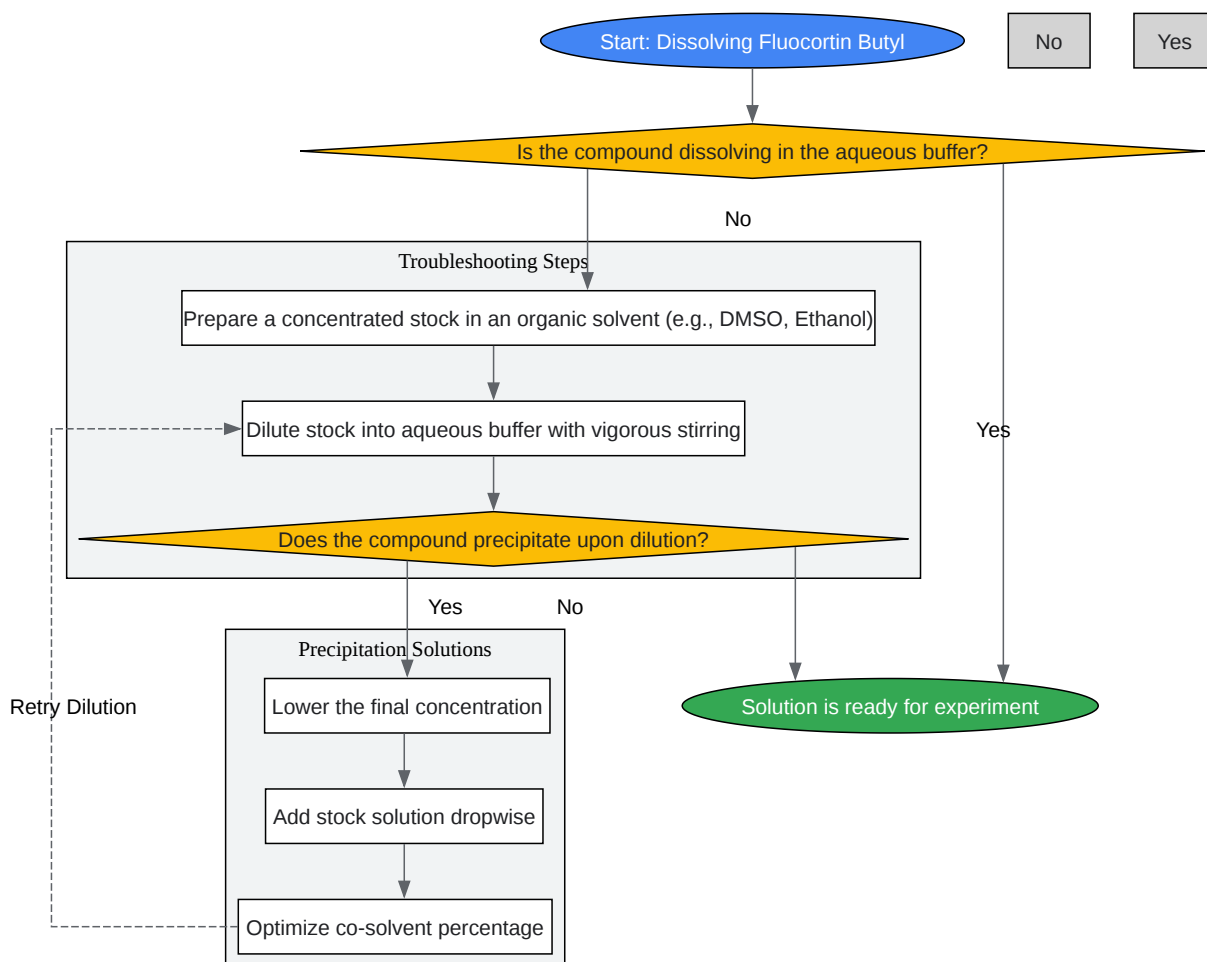 Start: Dissolving Fluocortin Butyl
No
Yes
Is the compound dissolving in the aqueous buffer?
No
Troubleshooting Steps
Prepare a concentrated stock in an organic solvent (e.g., DMSO, Ethanol)
Dilute stock into aqueous buffer with vigorous stirring
Yes
Does the compound precipitate upon dilution?
Yes
No
Precipitation Solutions
Lower the final concentration
Retry Dilution
Solution is ready for experiment
Add stock solution dropwise
Optimize co-solvent percentage